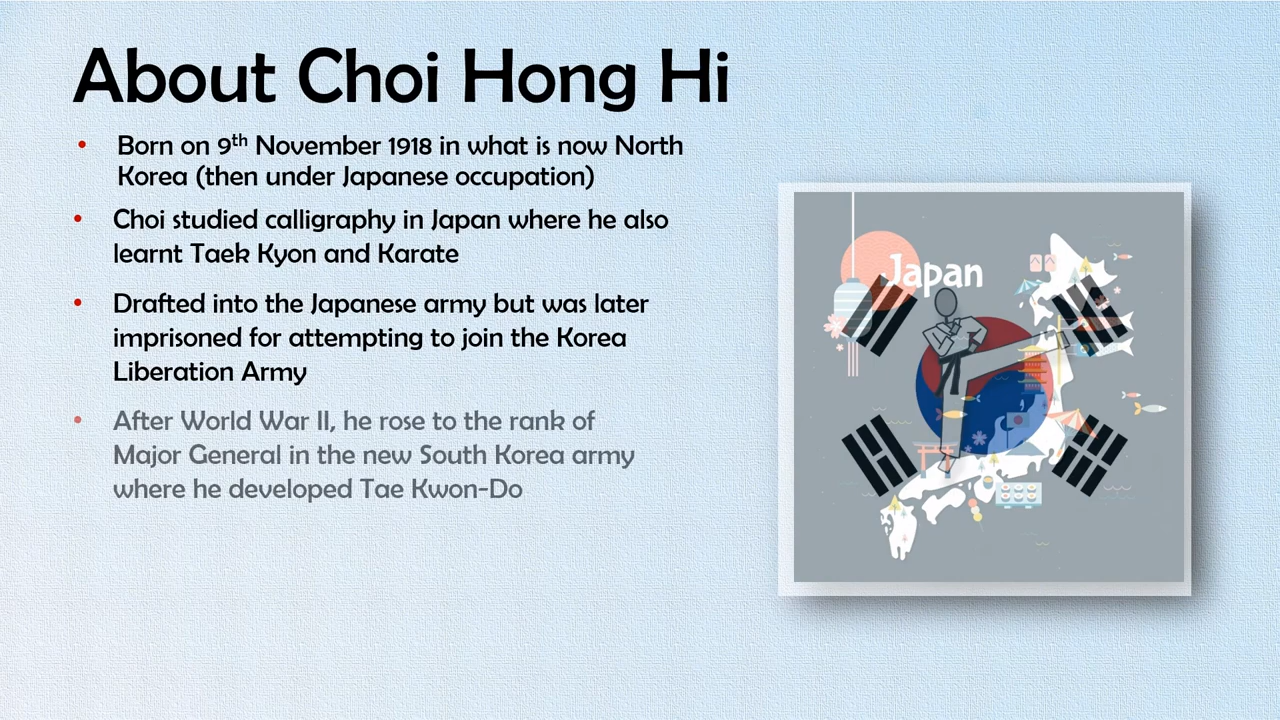 About Choi Hong Hi
• Born on 9th November 1918 in what is now North
Korea (then under Japanese occupation)
• Choi studied calligraphy in Japan where he also
learnt Taek Kyon and Karate
• Drafted into the Japanese army but was later
imprisoned for attempting to join the Korea
Liberation Army
• After World War II, he rose to the rank of
Major General in the new South Korea army
where he developed Tae Kwon-Do
Japan